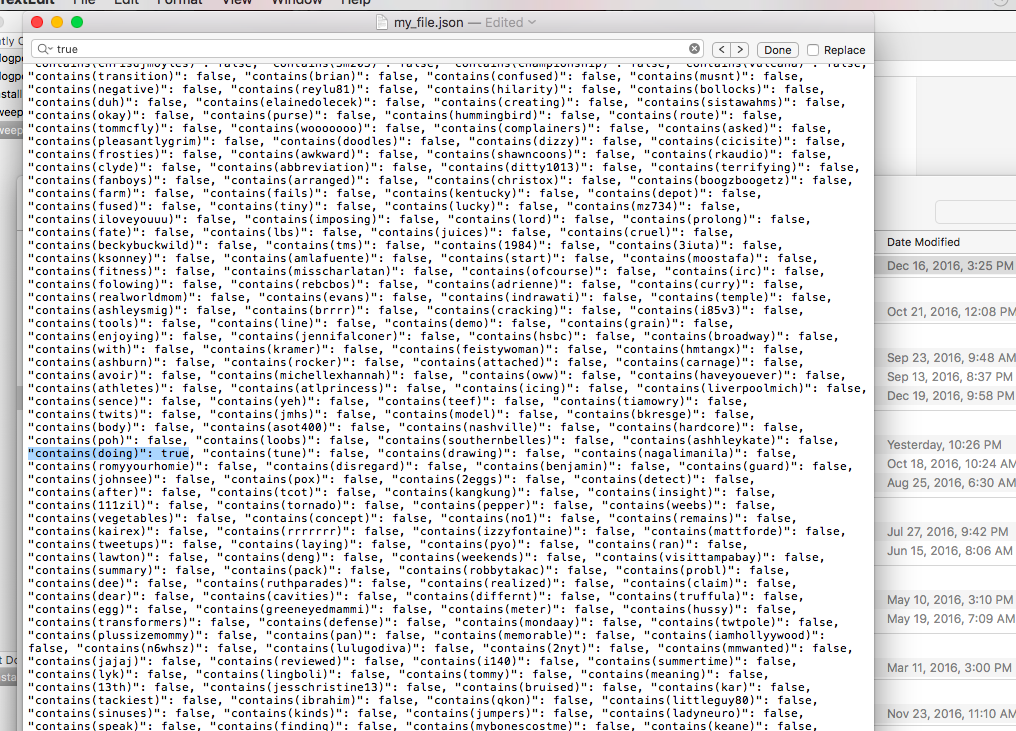 TextEdit File Edit Format View Window Help
my_file.json — Edited
true
Done
Replace
"contains(transition)": false, "contains(brian)": false, "contains(confused)": false, "contains(musnt)": false,
"contains(negative)": false, "contains(reylu81)": false, "contains(hilarity)": false, "contains(bollocks)": false,
"contains(duh)": false, "contains(elainedolecek)": false, "contains(creating)": false, "contains(sistawahms)": false,
"contains(okay)": false, "contains(purse)": false, "contains(hummingbird)": false, "contains(route)": false,
"contains(tommcfly)": false, "contains(wooooooo)": false, "contains(complainers)": false, "contains(asked)": false,
"contains(pleasantlygrim)": false, "contains(doodles)": false, "contains(dizzy)": false, "contains(cicisite)": false,
"contains(frosties)": false, "contains(awkward)": false, "contains(shawncoons)": false, "contains(rkaudio)": false,
"contains(clyde)": false, "contains(abbreviation)": false, "contains(ditty1013)": false, "contains(terrifying)": false,
"contains(fanboys)": false, "contains(arranged)": false, "contains(christox)": false, "contains(boogzboogetz)": false,
"contains(farm)": false, "contains(fails)": false, "contains(kentucky)": false, "contains(depot)": false,
"contains(fused)": false, "contains(tiny)": false, "contains(lucky)": false, "contains(mz734)": false,
"contains(iloveyouuu)": false, "contains(imposing)": false, "contains(lord)": false, "contains(prolong)": false,
"contains(fate)": false, "contains(lbs)": false, "contains(juices)": false, "contains(cruel)": false,
"contains(beckybuckwild)": false, "contains(tms)": false, "contains(1984)": false, "contains(3iuta)": false,
"contains(ksonney)": false, "contains(amlafuente)": false, "contains(start)": false, "contains(moostafa)": false,
"contains(fitness)": false, "contains(misscharlatan)": false, "contains(ofcourse)": false, "contains(irc)": false,
"contains(folowing)": false, "contains(rebcbos)": false, "contains(adrienne)": false, "contains(curry)": false,
"contains(realworldmom)": false, "contains(evans)": false, "contains(indrawati)": false, "contains(temple)": false,
"contains(ashleysmig)": false, "contains(brrrr)": false, "contains(cracking)": false, "contains(i85v3)": false,
"contains(tools)": false, "contains(line)": false, "contains(demo)": false, "contains(grain)": false,
"contains(enjoying)": false, "contains(jennifalconer)": false, "contains(hsbc)": false, "contains(broadway)": false,
"contains(with)": false, "contains(kramer)": false, "contains(feistywoman)": false, "contains(hmtangx)": false,
"contains(ashburn)": false, "contains(rocker)": false, "contains(attached)": false, "contains(carnage)": false,
"contains(avoir)": false, "contains(michellexhannah)": false, "contains(oww)": false, "contains(haveyouever)": false,
"contains(athletes)": false, "contains(atlprincess)": false, "contains(icing)": false, "contains(liverpoolmich)": false,
"contains(sence)": false, "contains(yeh)": false, "contains(teef)": false, "contains(tiamowry)": false,
"contains(twits)": false, "contains(jmhs)": false, "contains(model)": false, "contains(bkresge)": false,
"contains(body)": false, "contains(asot400)": false, "contains(nashville)": false, "contains(hardcore)": false,
"contains(poh)": false, "contains(loobs)": false, "contains(southernbelles)": false, "contains(ashhleykate)": false,
"contains(doing)": true, "contains(tune)": false, "contains(drawing)": false, "contains(nagalimanila)": false,
"contains(romyyourhomie)": false, "contains(disregard)": false, "contains(benjamin)": false, "contains(guard)": false,
"contains(johnsee)": false, "contains(pox)": false, "contains(2eggs)": false, "contains(detect)": false,
"contains(after)": false, "contains(tcot)": false, "contains(kangkung)": false, "contains(insight)": false,
"contains(111zil)": false, "contains(tornado)": false, "contains(pepper)": false, "contains(weebs)": false,
"contains(vegetables)": false, "contains(concept)": false, "contains(no1)": false, "contains(remains)": false,
"contains(kairex)": false, "contains(rrrrrrr)": false, "contains(izzyfontaine)": false, "contains(mattforde)": false,
"contains(tweetups)": false, "contains(laying)": false, "contains(pyo)": false, "contains(ran)": false,
"contains(lawton)": false, "contains(deng)": false, "contains(weekends)": false, "contains(visittampabay)": false,
"contains(summary)": false, "contains(pack)": false, "contains(robbytakac)": false, "contains(probl)": false,
"contains(dee)": false, "contains(ruthparades)": false, "contains(realized)": false, "contains(claim)": false,
"contains(dear)": false, "contains(cavities)": false, "contains(differnt)": false, "contains(truffula)": false,
"contains(egg)": false, "contains(greeneyedmammi)": false, "contains(meter)": false, "contains(hussy)": false,
"contains(transformers)": false, "contains(defense)": false, "contains(mondaay)": false, "contains(twtpole)": false,
"contains(plussizemommy)": false, "contains(pan)": false, "contains(memorable)": false, "contains(iamhollyywood)":
false, "contains(n6whsz)": false, "contains(lulugodiva)": false, "contains(2nyt)": false, "contains(mmwanted)": false,
"contains(jajaj)": false, "contains(reviewed)": false, "contains(i140)": false, "contains(summertime)": false,
"contains(lyk)": false, "contains(lingboli)": false, "contains(tommy)": false, "contains(meaning)": false,
"contains(13th)": false, "contains(jesschristine13)": false, "contains(bruised)": false, "contains(kar)": false,
"contains(tackiest)": false, "contains(ibrahim)": false, "contains(qkon)": false, "contains(littleguy80)": false,
"contains(sinuses)": false, "contains(kinds)": false, "contains(jumpers)": false, "contains(ladyneuro)": false,
"contains(speak)": false, "contains(finding)": false, "contains(mybonescostme)": false, "contains(keane)": false,
Date Modified
Dec 16, 2016, 3:25 PM
Oct 21, 2016, 12:08 PM
Sep 23, 2016, 9:48 AM
Sep 13, 2016, 8:37 PM
Dec 19, 2016, 9:58 PM
Yesterday, 10:26 PM
Oct 18, 2016, 10:24 AM
Aug 25, 2016, 6:30 AM
Jul 27, 2016, 9:42 PM
Jun 15, 2016, 8:06 AM
May 10, 2016, 3:10 PM
May 19, 2016, 7:09 AM
Mar 11, 2016, 3:00 PM
Nov 23, 2016, 11:10 AM